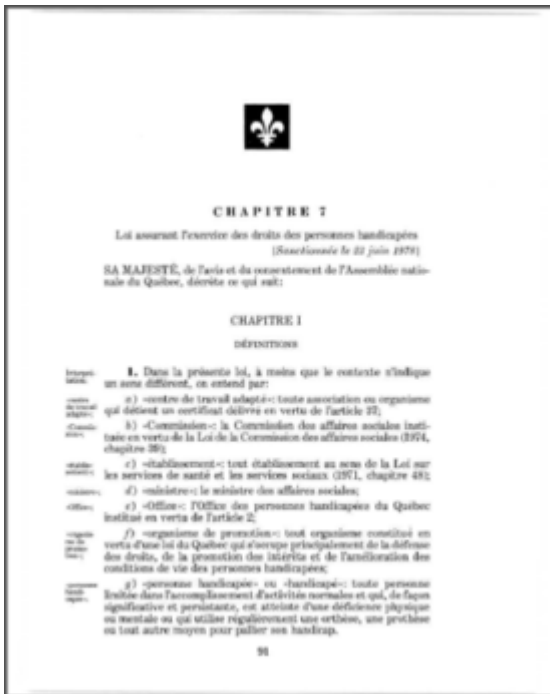 CHAPITRE 7
Loi assurant l'exercice des droits des personnes handicapées
(Sanctionnée le 23 juin 1978)
SA MAJESTÉ, de l'avis et du consentement de l'Assemblée natio-
nale du Québec, décrète ce qui suit:
CHAPITRE I
DÉFINITIONS
1. Dans la présente loi, à moins que le contexte n'indique
un sens différent, on entend par:
a) «centre de travail adapté»: toute association ou organisme
qui détient un certificat délivré en vertu de l'article 37;
b) «Commission»: la Commission des affaires sociales insti-
tuée en vertu de la Loi de la Commission des affaires sociales (1974,
chapitre 39);
c) «établissement»: tout établissement au sens de la Loi sur
les services de santé et les services sociaux (1971, chapitre 48);
«ministre»;
d) «ministre»: le ministre des affaires sociales;
«Office»;
e) «Office»: l'Office des personnes handicapées du Québec
institué en vertu de l'article 2;
f) «organisme de promotion»: tout organisme constitué en
vertu d'une loi du Québec qui s'occupe principalement de la défense
des droits, de la promotion des intérêts et de l'amélioration des
conditions de vie des personnes handicapées;
g) «personne handicapée» ou «handicapé»: toute personne
limitée dans l'accomplissement d'activités normales et qui, de façon
significative et persistante, est atteinte d'une déficience physique
ou mentale ou qui utilise régulièrement une orthèse, une prothèse
ou tout autre moyen pour pallier son handicap.
91